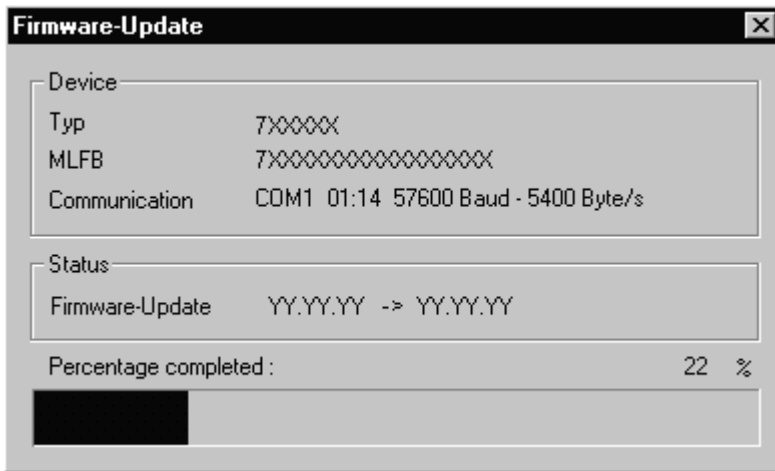 Firmware-Update
Device
Typ 7XXXXX
MLFB 7XXXXXXXXXXXXXXXX
Communication COM1 01:14 57600 Baud - 5400 Byte/s
Status
Firmware-Update YY.YY.YY -> YY.YY.YY
Percentage completed : 22 %